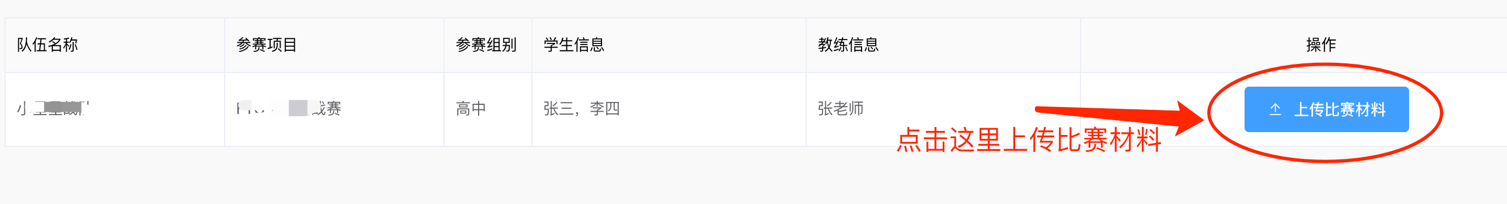 队伍名称 参赛项目 参赛组别 学生信息 教练信息 操作
小 赛 高中 张三，李四 张老师 上传比赛材料
点击这里上传比赛材料